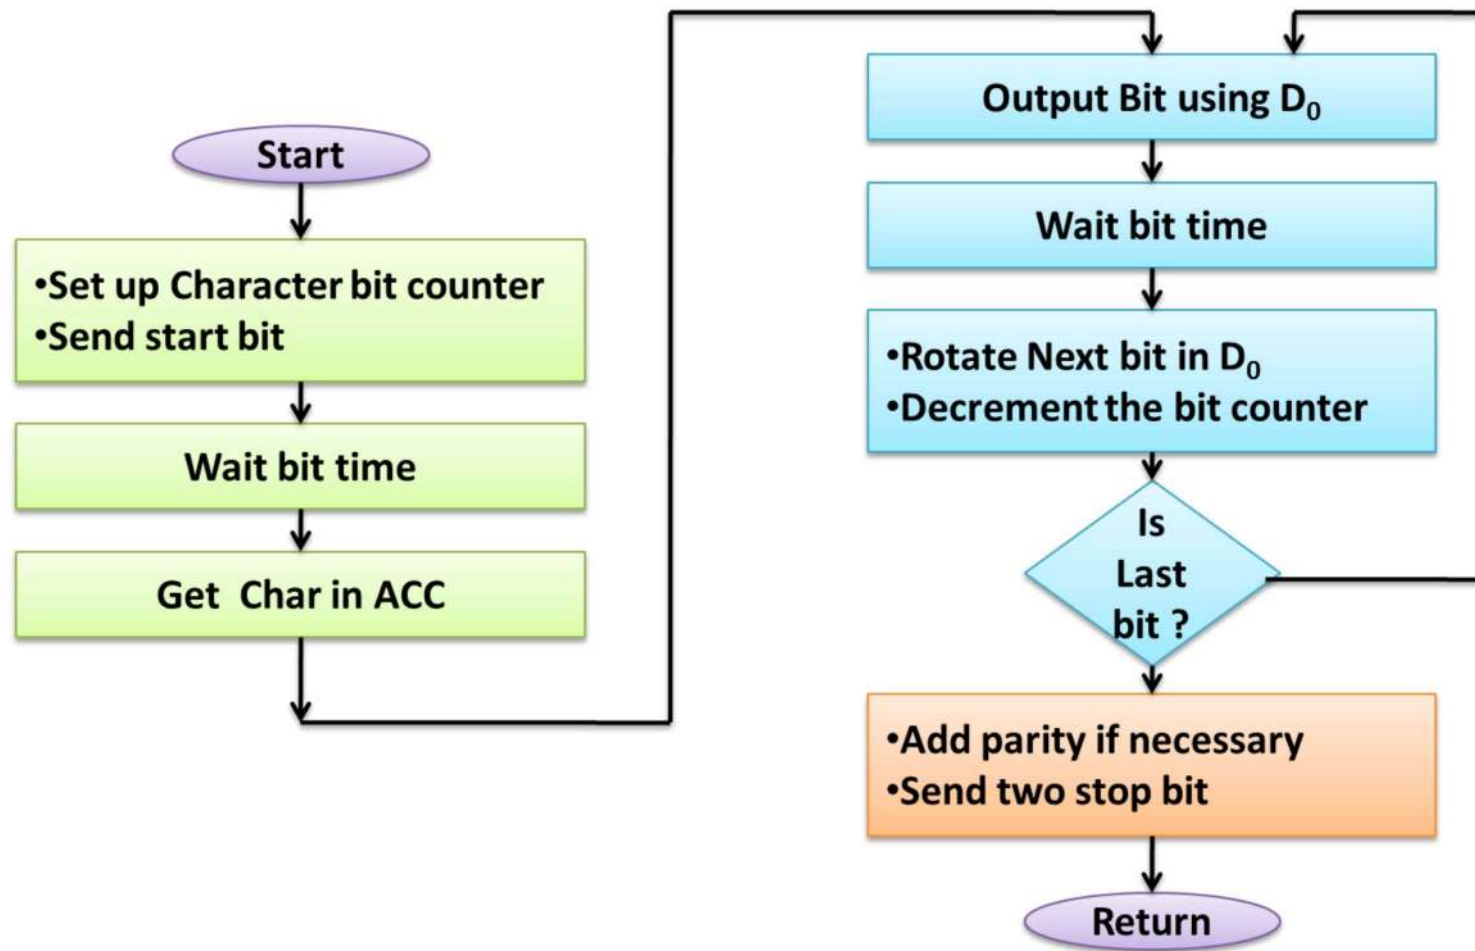 Start
•Set up Character bit counter
•Send start bit
Wait bit time
Get Char in ACC
Output Bit using D₀
Wait bit time
•Rotate Next bit in D₀
•Decrement the bit counter
Is
Last
bit ?
•Add parity if necessary
•Send two stop bit
Return